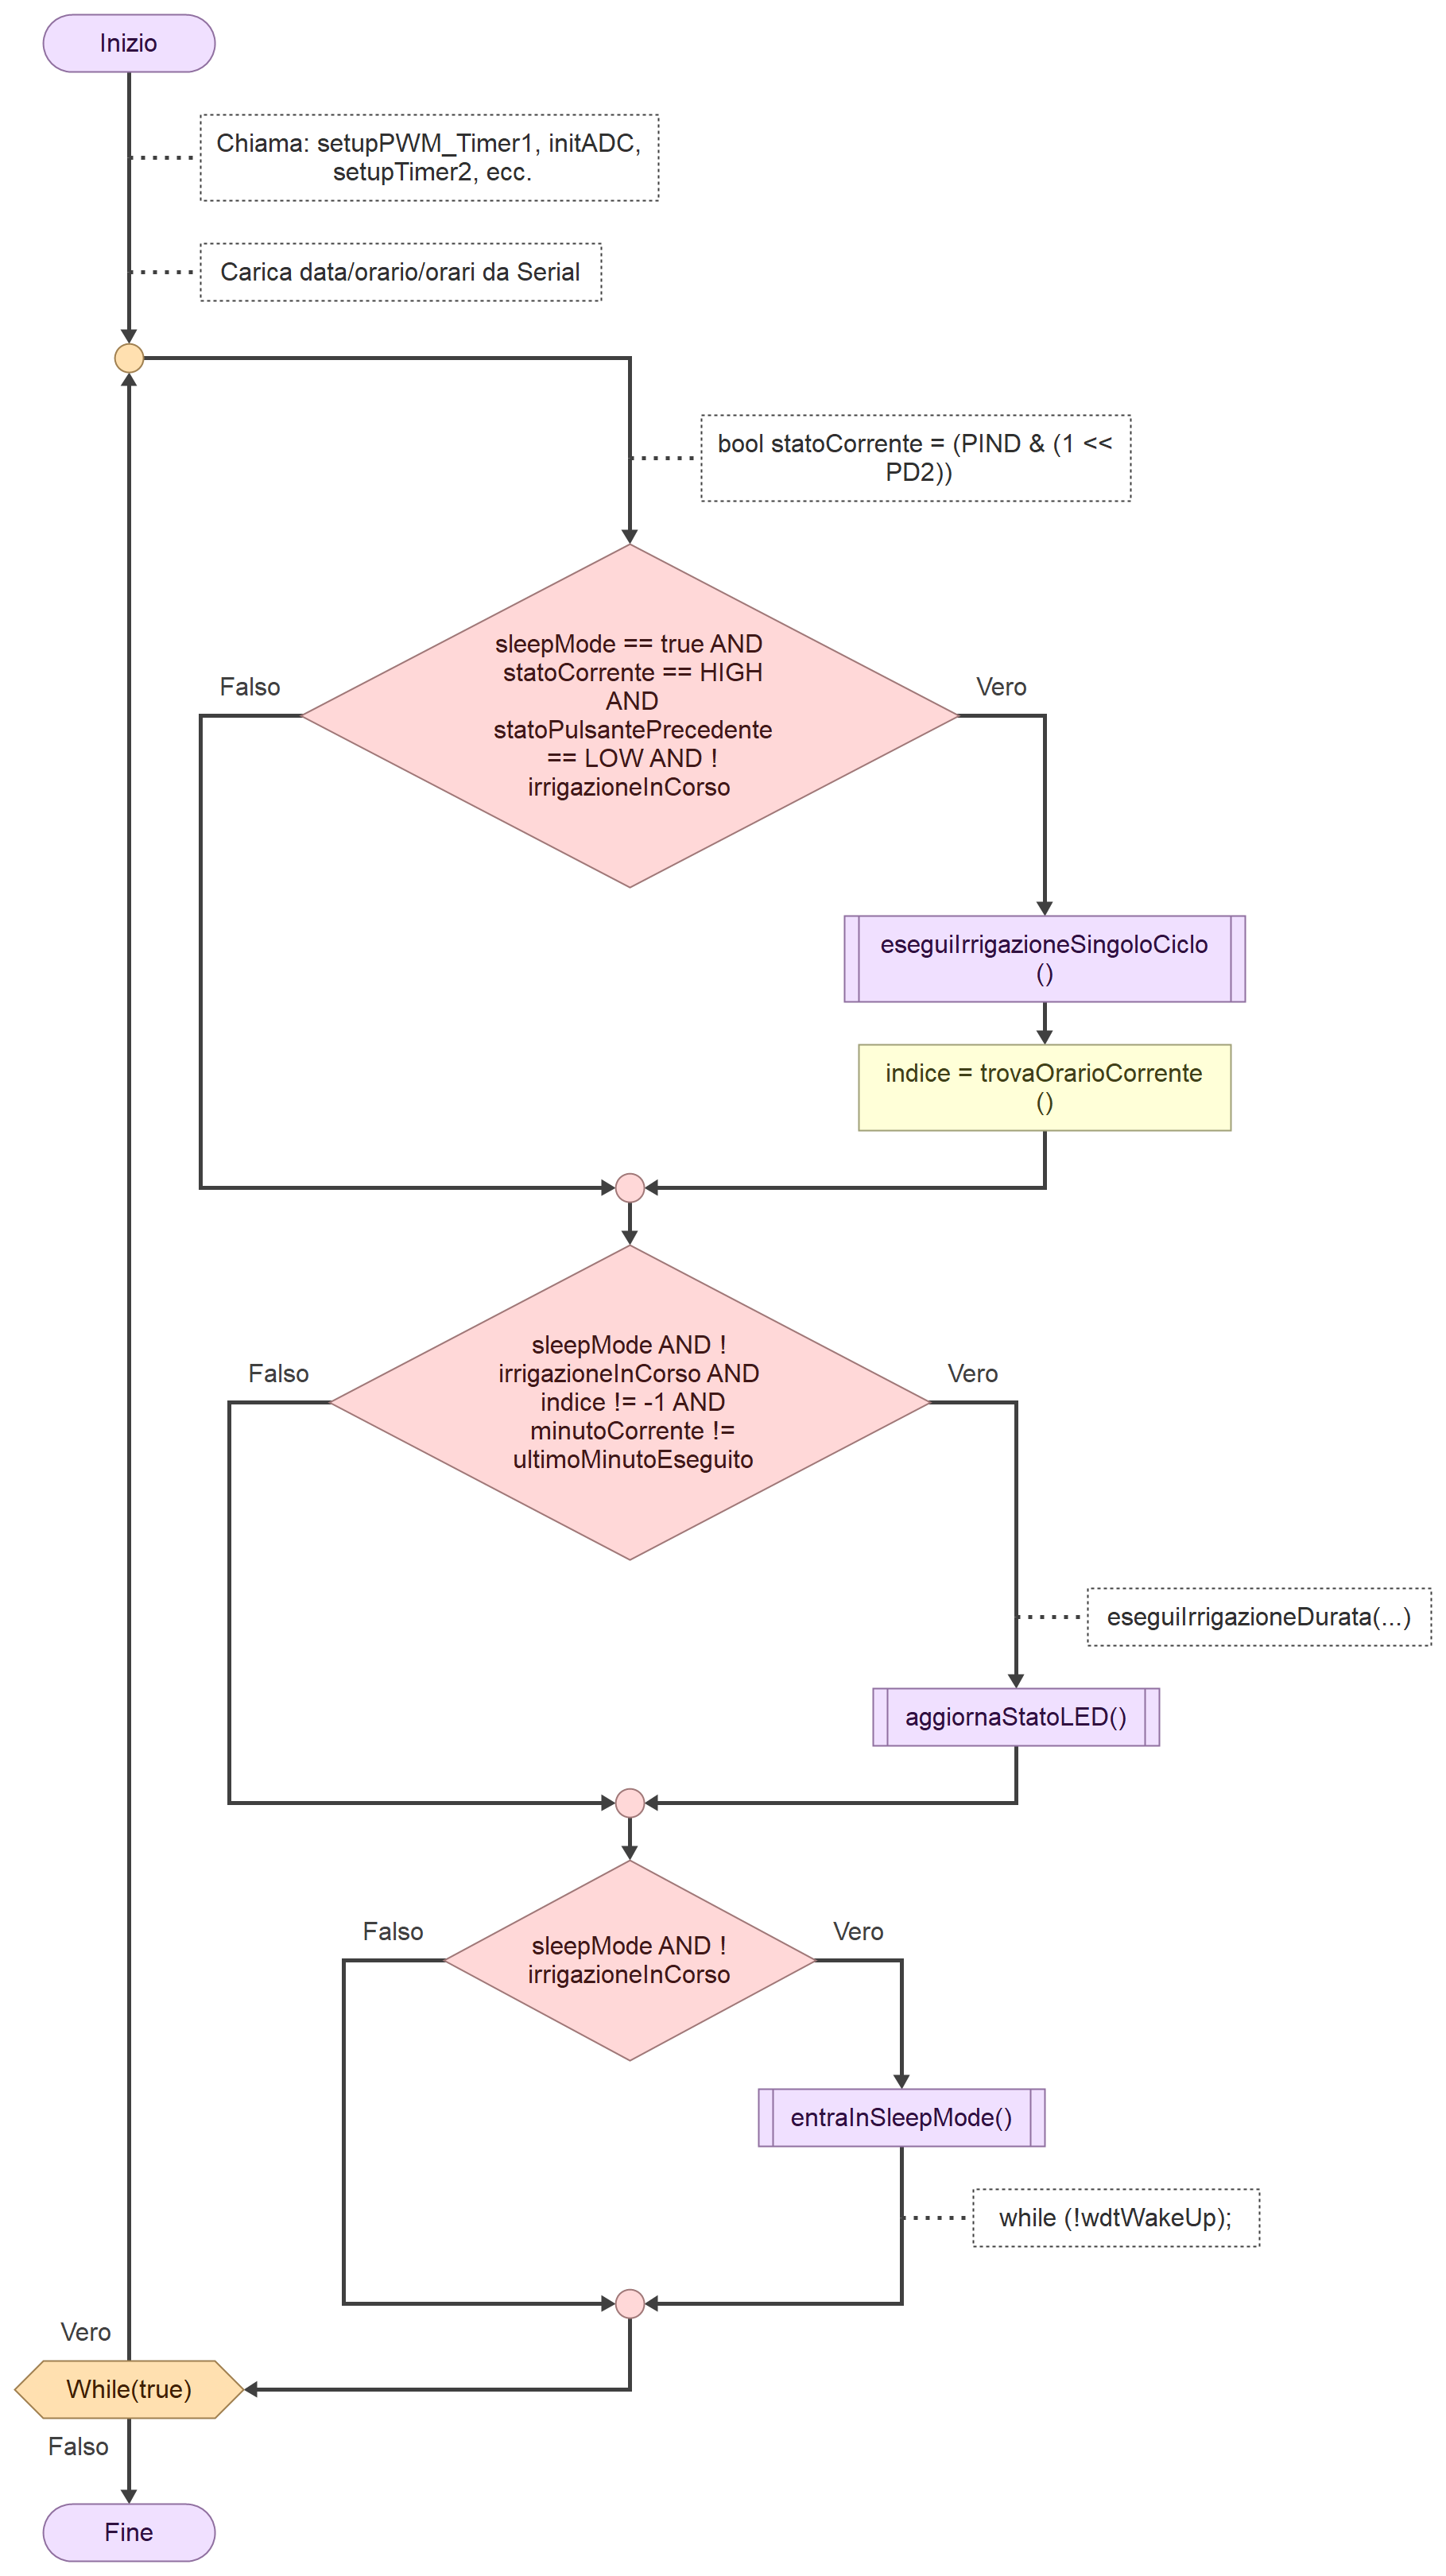 Inizio
Chiama: setupPWM_Timer1, initADC,
setupTimer2, ecc.
Carica data/orario/orari da Serial
bool statoCorrente = (PIND & (1 <<
PD2))
sleepMode == true AND
statoCorrente == HIGH
AND
statoPulsantePrecedente
== LOW AND !
irrigazioneInCorso
Falso
Vero
eseguiIrrigazioneSingoloCiclo
()
indice = trovaOrarioCorrente
()
sleepMode AND !
irrigazioneInCorso AND
indice != -1 AND
minutoCorrente !=
ultimoMinutoEseguito
Falso
Vero
eseguiIrrigazioneDurata(...)
aggiornaStatoLED()
Falso
Vero
sleepMode AND !
irrigazioneInCorso
entraInSleepMode()
while (!wdtWakeUp);
Vero
While(true)
Falso
Fine